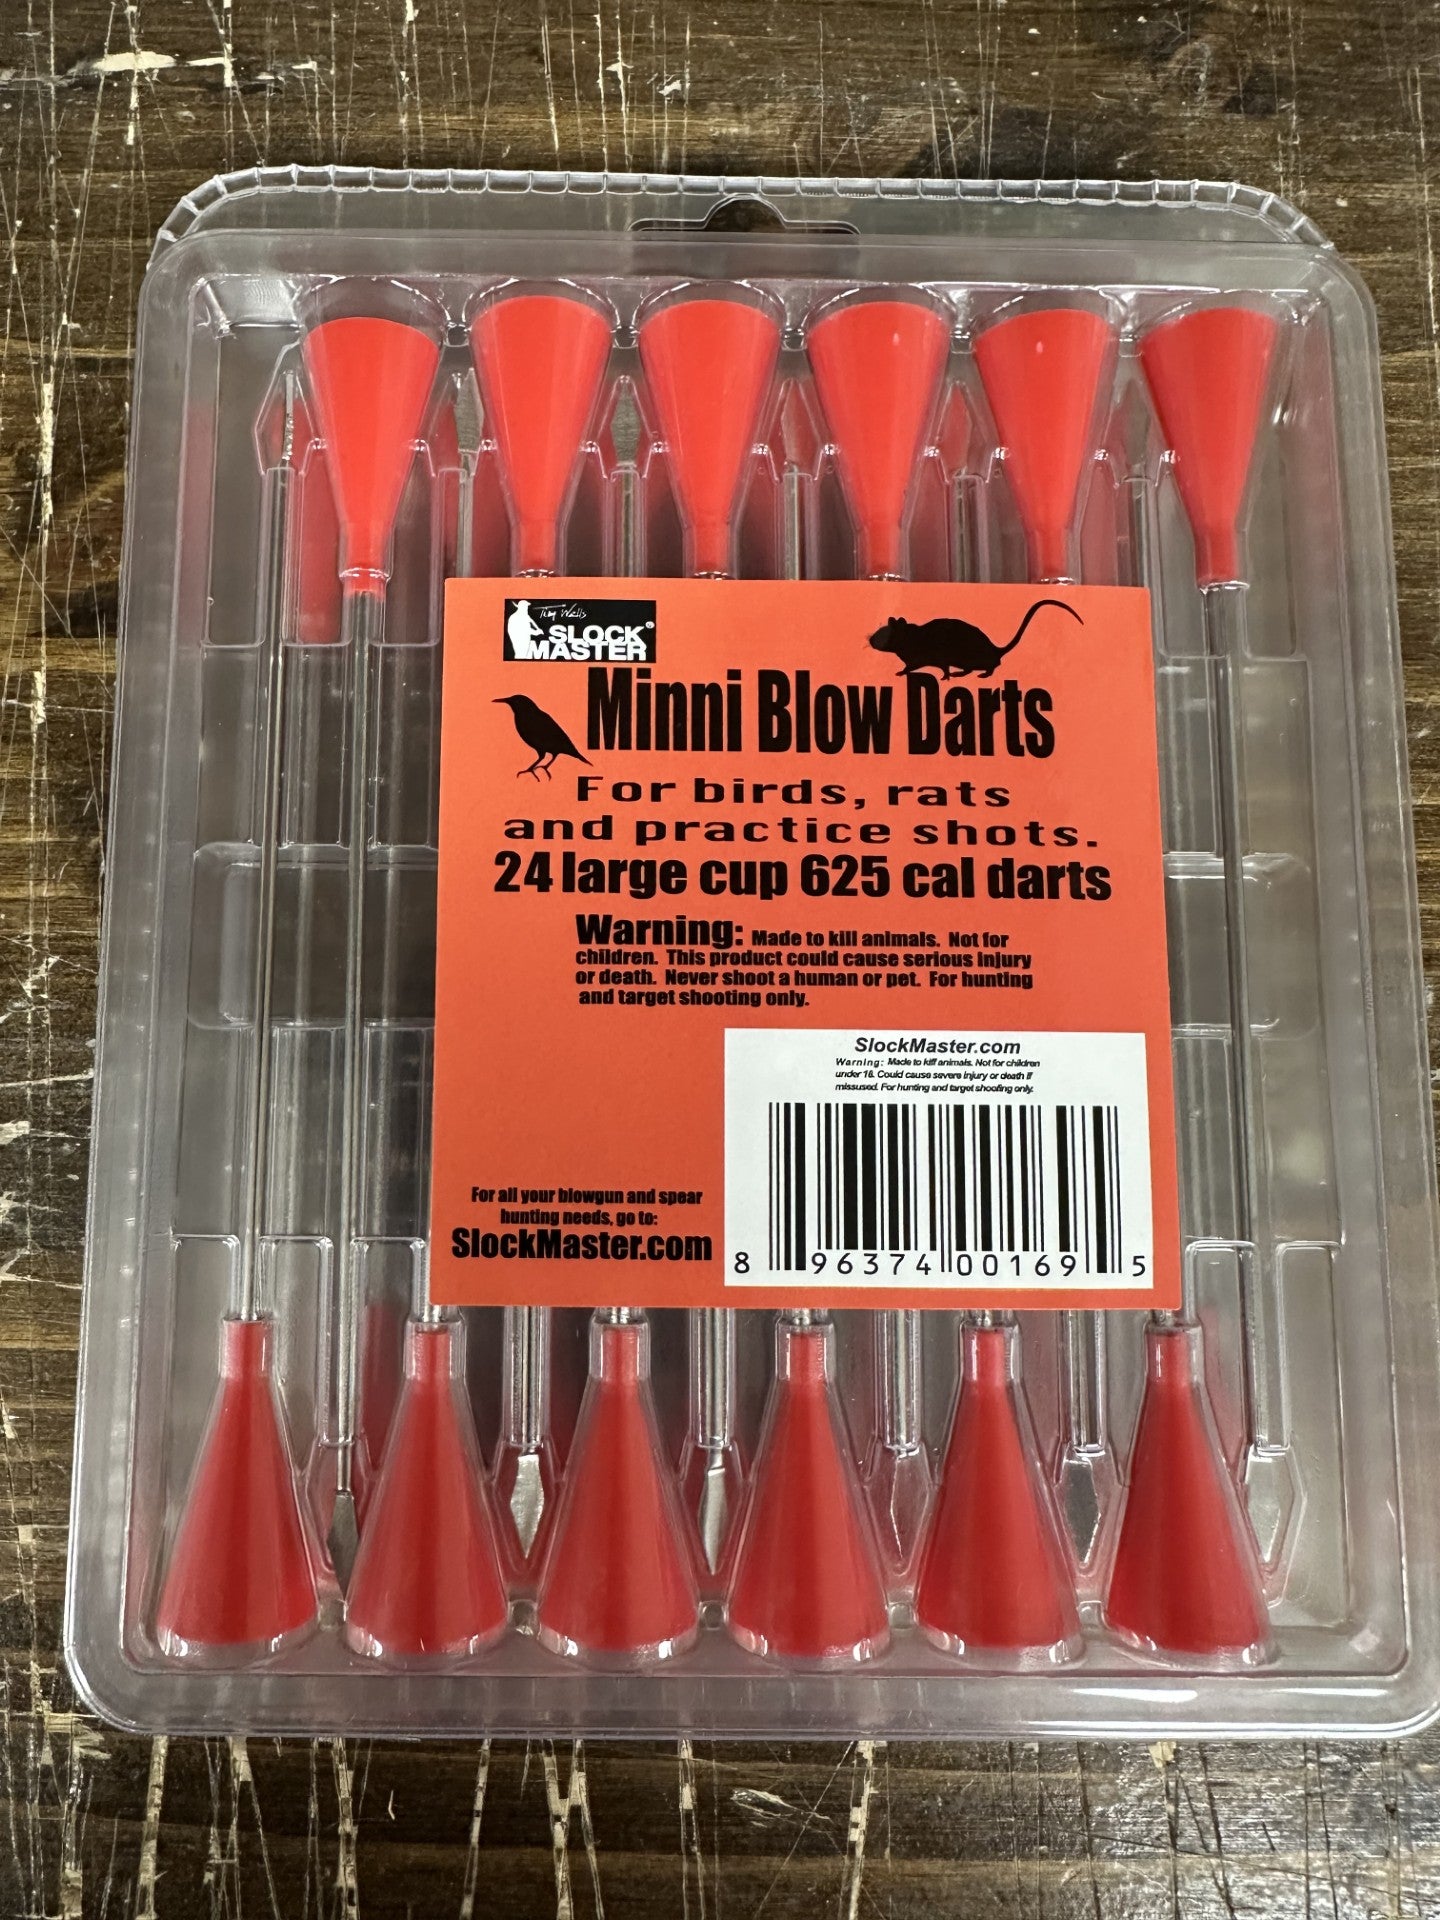 Tim Wells
SLOCK®
MASTER
Minni Blow Darts
For birds, rats
and practice shots.
24 large cup 625 cal darts
Warning: Made to kill animals. Not for
children. This product could cause serious injury
or death. Never shoot a human or pet. For hunting
and target shooting only.
SlockMaster.com
Warning: Made to kill animals. Not for children
under 18. Could cause severe injury or death if
missused. For hunting and target shooting only.
8 96374 00169 5
For all your blowgun and spear
hunting needs, go to:
SlockMaster.com